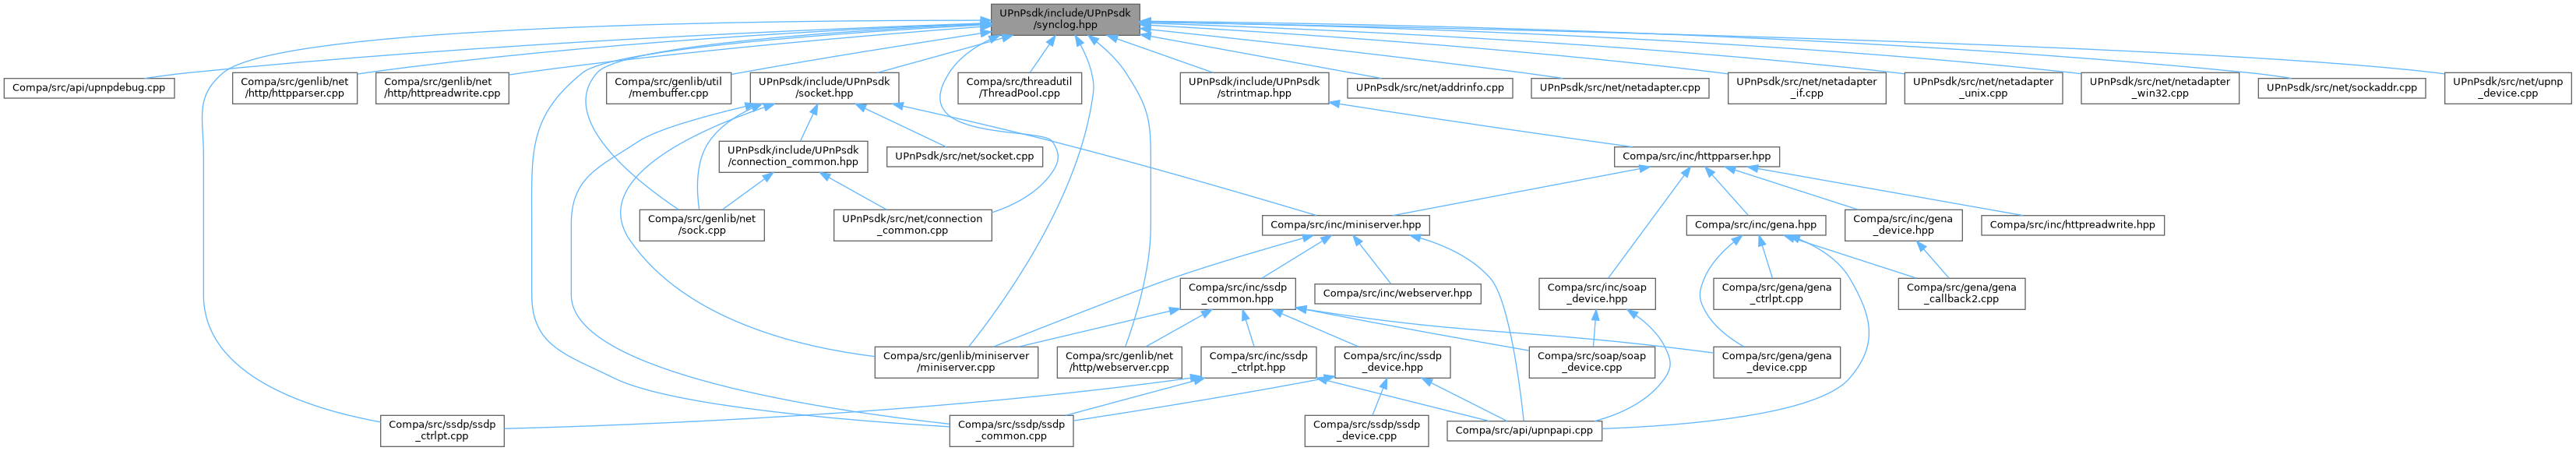 UPnPsdk/include/UPnPsdk
/synclog.hpp
Compa/src/api/upnpdebug.cpp
Compa/src/genlib/net
/http/httpparser.cpp
Compa/src/genlib/net
/http/httpreadwrite.cpp
Compa/src/genlib/util
/membuffer.cpp
UPnPsdk/include/UPnPsdk
/socket.hpp
Compa/src/threadutil
/ThreadPool.cpp
UPnPsdk/include/UPnPsdk
/strintmap.hpp
UPnPsdk/src/net/addrinfo.cpp
UPnPsdk/src/net/netadapter.cpp
UPnPsdk/src/net/netadapter
_if.cpp
UPnPsdk/src/net/netadapter
_unix.cpp
UPnPsdk/src/net/netadapter
_win32.cpp
UPnPsdk/src/net/sockaddr.cpp
UPnPsdk/src/net/upnp
_device.cpp
UPnPsdk/include/UPnPsdk
/connection_common.hpp
UPnPsdk/src/net/socket.cpp
Compa/src/inc/httpparser.hpp
Compa/src/genlib/net
/sock.cpp
UPnPsdk/src/net/connection
_common.cpp
Compa/src/inc/miniserver.hpp
Compa/src/inc/gena.hpp
Compa/src/inc/gena
_device.hpp
Compa/src/inc/httpreadwrite.hpp
Compa/src/inc/ssdp
_common.hpp
Compa/src/inc/webserver.hpp
Compa/src/inc/soap
_device.hpp
Compa/src/gena/gena
_ctrlpt.cpp
Compa/src/gena/gena
_callback2.cpp
Compa/src/genlib/miniserver
/miniserver.cpp
Compa/src/genlib/net
/http/webserver.cpp
Compa/src/inc/ssdp
_ctrlpt.hpp
Compa/src/inc/ssdp
_device.hpp
Compa/src/soap/soap
_device.cpp
Compa/src/gena/gena
_device.cpp
Compa/src/ssdp/ssdp
_ctrlpt.cpp
Compa/src/ssdp/ssdp
_common.cpp
Compa/src/ssdp/ssdp
_device.cpp
Compa/src/api/upnpapi.cpp